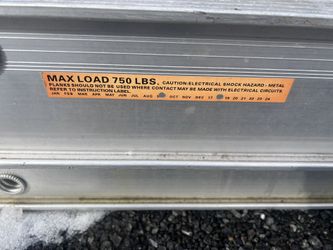 MAX LOAD 750 LBS. CAUTION:ELECTRICAL SHOCK HAZARD - METAL
PLANKS SHOULD NOT BE USED WHERE CONTACT MAY BE MADE WITH ELECTRICAL CIRCUITS.
REFER TO INSTRUCTION LABEL.
JAN FEB MAR APR MAY JUN JUL AUG OCT NOV DEC 17 19 20 21 22 23 24